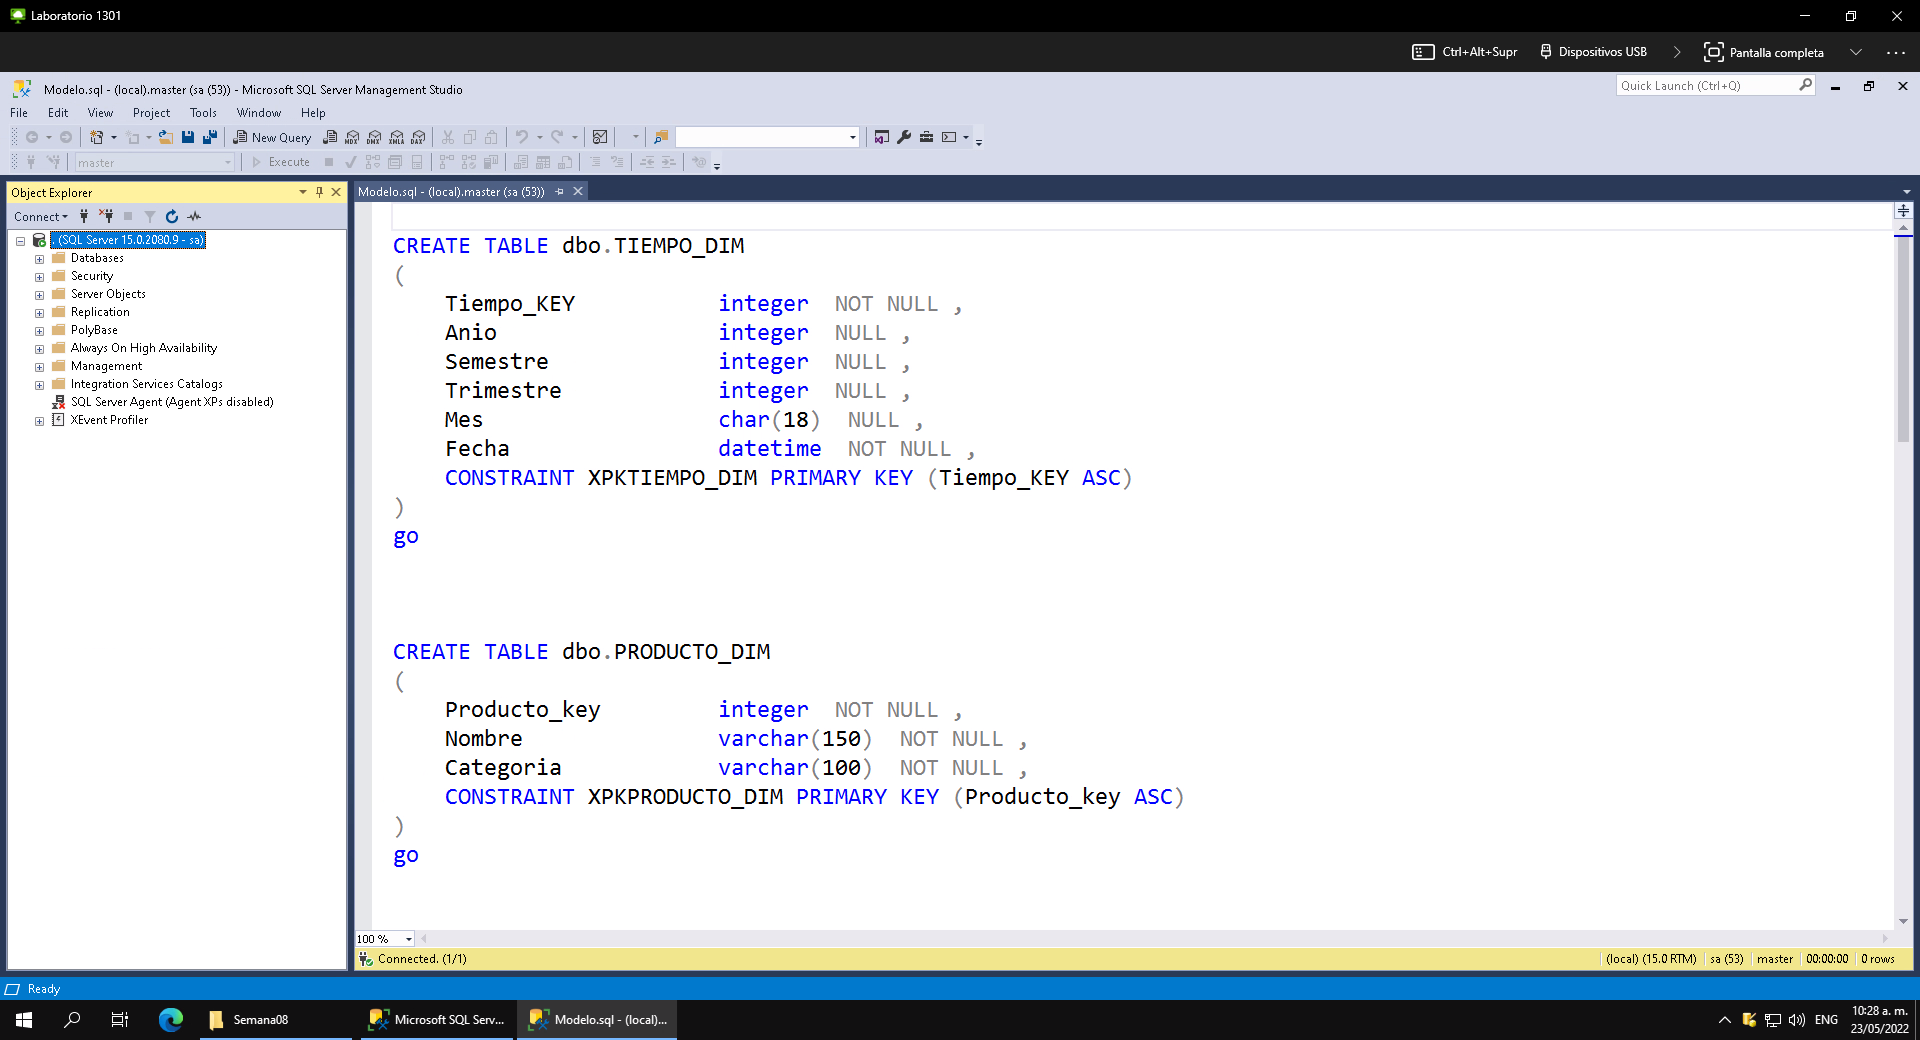 Laboratorio 1301
Ctrl+Alt+Supr
Dispositivos USB
Pantalla completa
Modelo.sql - (local).master (sa (53)) - Microsoft SQL Server Management Studio
Quick Launch (Ctrl+Q)
File Edit View Project Tools Window Help
New Query
MDX DMX XMLA DAX
master
Execute
Object Explorer
Modelo.sql - (local).master (sa (53))
Connect
. (SQL Server 15.0.2080.9 - sa)
Databases
Security
Server Objects
Replication
PolyBase
Always On High Availability
Management
Integration Services Catalogs
SQL Server Agent (Agent XPs disabled)
XEvent Profiler
CREATE TABLE dbo.TIEMPO_DIM
(
Tiempo_KEY integer NOT NULL ,
Anio integer NULL ,
Semestre integer NULL ,
Trimestre integer NULL ,
Mes char(18) NULL ,
Fecha datetime NOT NULL ,
CONSTRAINT XPKTIEMPO_DIM PRIMARY KEY (Tiempo_KEY ASC)
)
go
CREATE TABLE dbo.PRODUCTO_DIM
(
Producto_key integer NOT NULL ,
Nombre varchar(150) NOT NULL ,
Categoria varchar(100) NOT NULL ,
CONSTRAINT XPKPRODUCTO_DIM PRIMARY KEY (Producto_key ASC)
)
go
100 %
Connected. (1/1)
(local) (15.0 RTM) sa (53) master 00:00:00 0 rows
Ready
Semana08
Microsoft SQL Serv...
Modelo.sql - (local)...
ENG
10:28 a. m.
23/05/2022